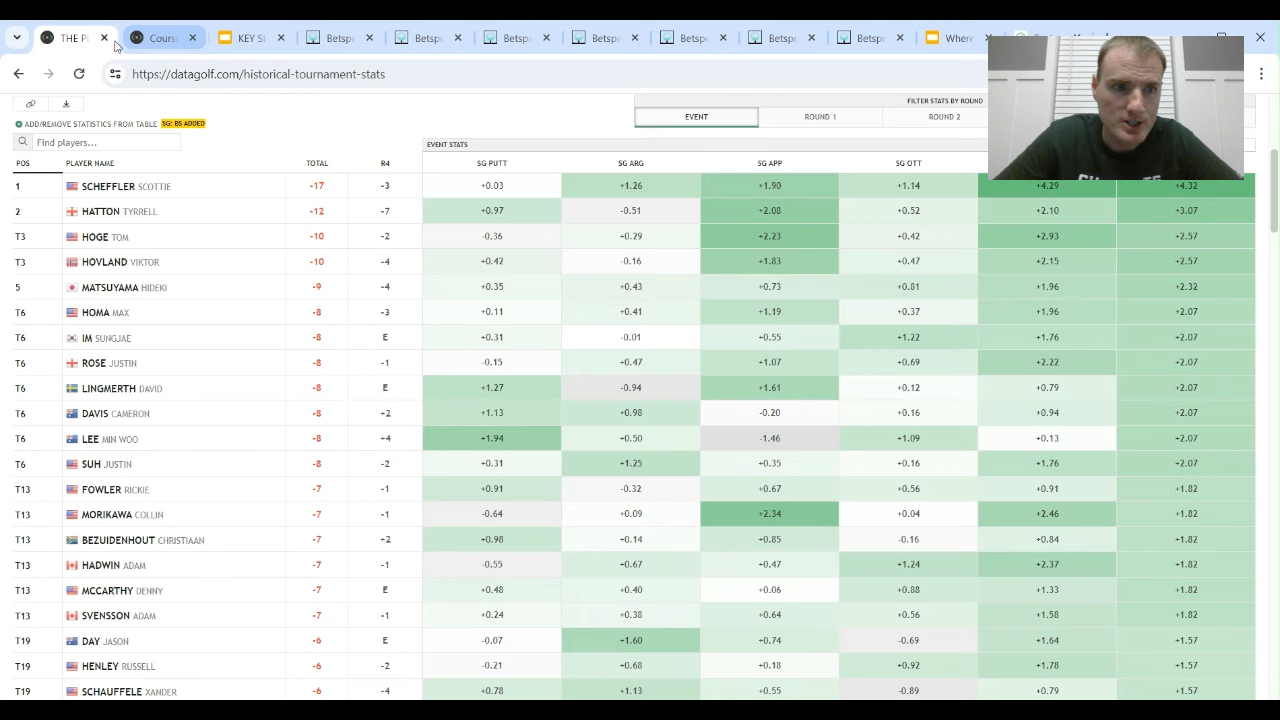 THE PL
Cours
KEY St
Betspe
Betspe
Betspe
Betspe
Betspe
Betspe
Betspe
Where
https://datagolf.com/historical-tournament-stats
FILTER STATS BY ROUND
ADD/REMOVE STATISTICS FROM TABLE SG: BS ADDED
EVENT ROUND 1 ROUND 2
Find players...
EVENT STATS
POS PLAYER NAME TOTAL R4 SG PUTT SG ARG SG APP SG OTT
1 SCHEFFLER SCOTTIE -17 -3 +0.03 +1.26 +1.90 +1.14 +4.29 +4.32
2 HATTON TYRRELL -12 -7 +0.97 -0.51 +2.08 +0.52 +2.10 +3.07
T3 HOGE TOM -10 -2 -0.36 +0.29 +2.23 +0.42 +2.93 +2.57
T3 HOVLAND VIKTOR -10 -4 +0.42 -0.16 +1.83 +0.47 +2.15 +2.57
5 MATSUYAMA HIDEKI -9 -4 +0.35 +0.43 +0.73 +0.81 +1.96 +2.32
T6 HOMA MAX -8 -3 +0.11 +0.41 +1.19 +0.37 +1.96 +2.07
T6 IM SUNGJAE -8 E +0.31 -0.01 +0.55 +1.22 +1.76 +2.07
T6 ROSE JUSTIN -8 -1 -0.15 +0.47 +1.07 +0.69 +2.22 +2.07
T6 LINGMERTH DAVID -8 E +1.27 -0.94 +1.61 +0.12 +0.79 +2.07
T6 DAVIS CAMERON -8 +2 +1.13 +0.98 -0.20 +0.16 +0.94 +2.07
T6 LEE MIN WOO -8 +4 +1.94 +0.50 -1.46 +1.09 +0.13 +2.07
T6 SUH JUSTIN -8 -2 +0.31 +1.25 +0.35 +0.16 +1.76 +2.07
T13 FOWLER RICKIE -7 -1 +0.91 -0.32 +0.67 +0.56 +0.91 +1.82
T13 MORIKAWA COLLIN -7 -1 -0.64 +0.09 +2.34 +0.04 +2.46 +1.82
T13 BEZUIDENHOUT CHRISTIAAN -7 +2 +0.98 +0.14 +0.85 -0.16 +0.84 +1.82
T13 HADWIN ADAM -7 -1 -0.55 +0.67 +0.47 +1.24 +2.37 +1.82
T13 MCCARTHY DENNY -7 E +0.48 +0.40 +0.06 +0.88 +1.33 +1.82
T13 SVENSSON ADAM -7 -1 +0.24 +0.38 +0.64 +0.56 +1.58 +1.82
T19 DAY JASON -6 E -0.07 +1.60 +0.74 -0.69 +1.64 +1.57
T19 HENLEY RUSSELL -6 -2 -0.21 +0.68 +0.18 +0.92 +1.78 +1.57
T19 SCHAUFFELE XANDER -6 -4 +0.78 +1.13 +0.55 -0.89 +0.79 +1.57